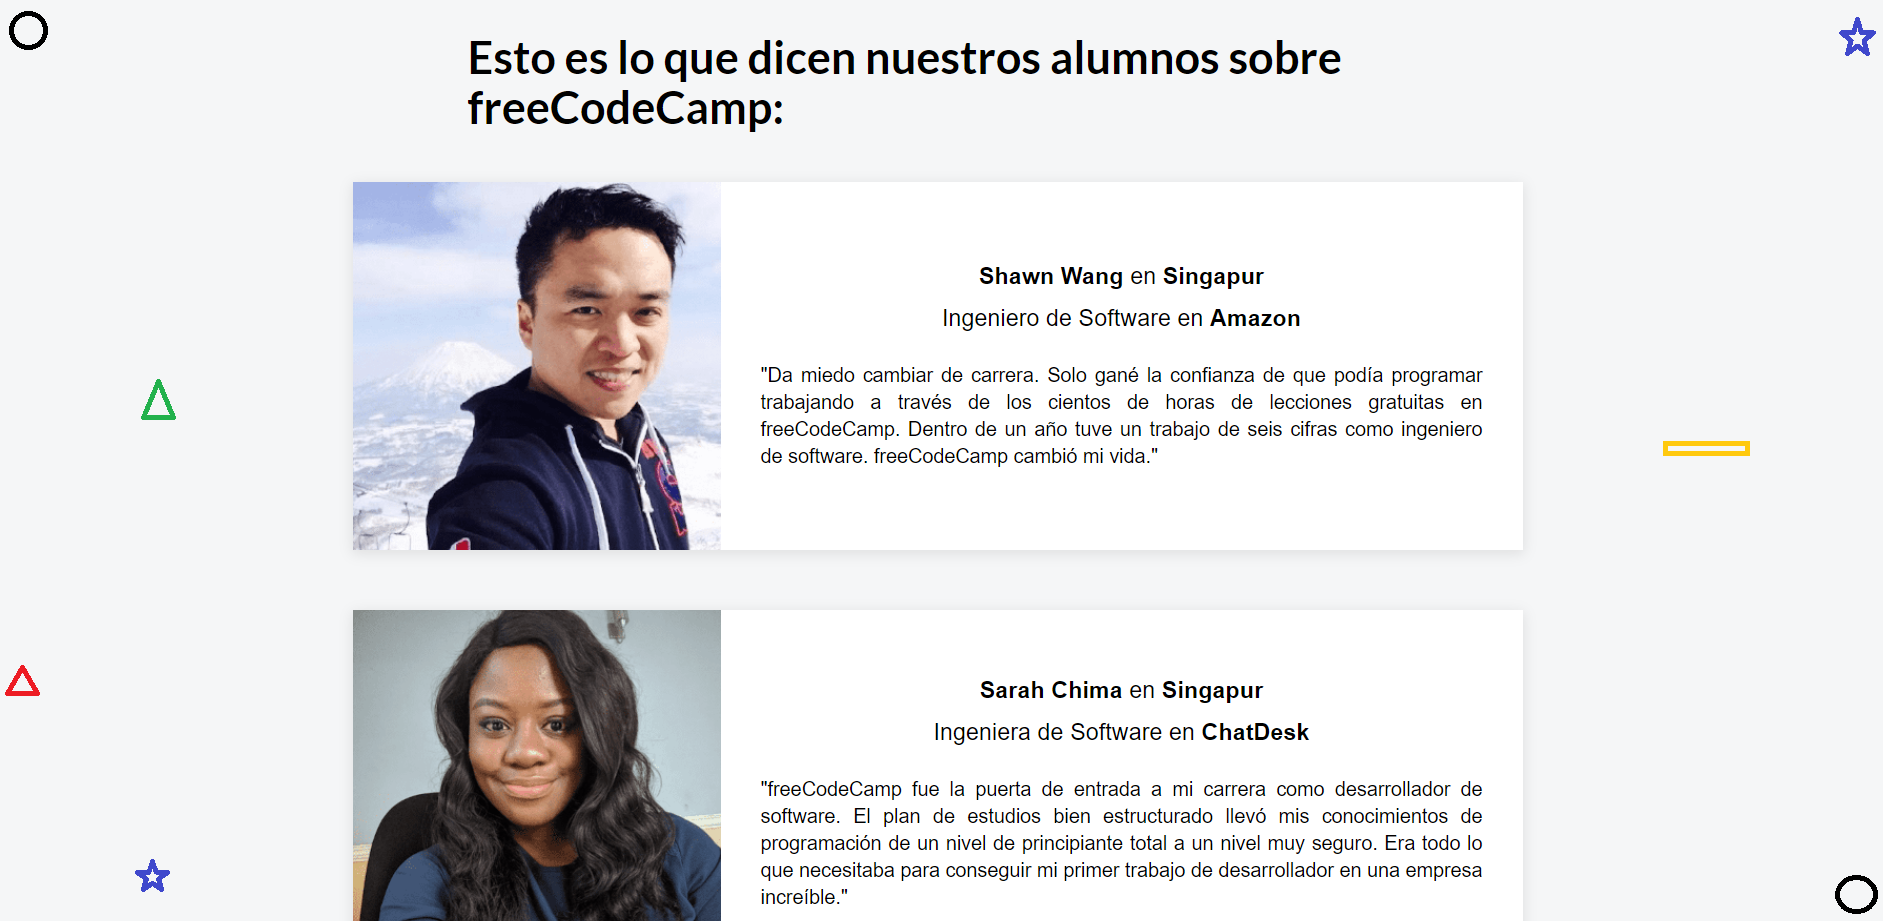 Esto es lo que dicen nuestros alumnos sobre
freeCodeCamp:
Shawn Wang en Singapur
Ingeniero de Software en Amazon
"Da miedo cambiar de carrera. Solo gané la confianza de que podía programar
trabajando a través de los cientos de horas de lecciones gratuitas en
freeCodeCamp. Dentro de un año tuve un trabajo de seis cifras como ingeniero
de software. freeCodeCamp cambió mi vida."
Sarah Chima en Singapur
Ingeniera de Software en ChatDesk
"freeCodeCamp fue la puerta de entrada a mi carrera como desarrollador de
software. El plan de estudios bien estructurado llevó mis conocimientos de
programación de un nivel de principiante total a un nivel muy seguro. Era todo lo
que necesitaba para conseguir mi primer trabajo de desarrollador en una empresa
increíble."